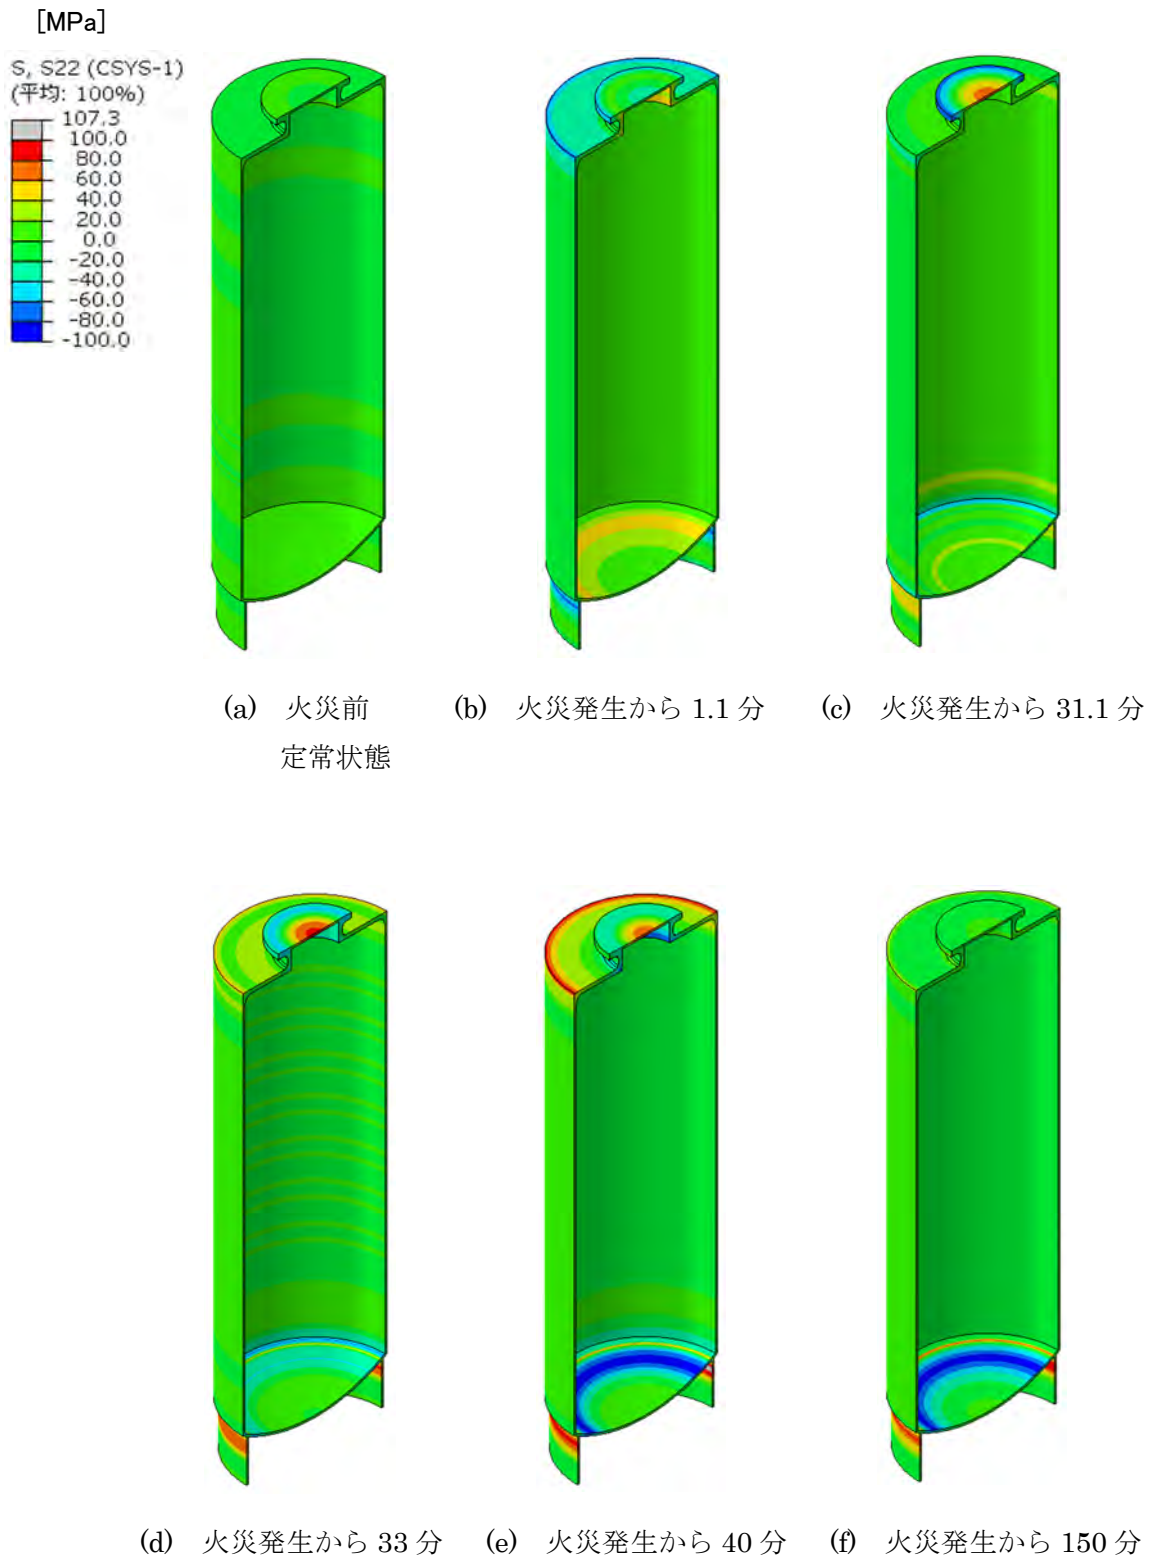 [MPa]
S, S22 (CSYS-1)
(平均: 100%)
107.3
100.0
80.0
60.0
40.0
20.0
0.0
-20.0
-40.0
-60.0
-80.0
-100.0
(a) 火災前
定常状態
(b) 火災発生から 1.1 分
(c) 火災発生から 31.1 分
(d) 火災発生から 33 分
(e) 火災発生から 40 分
(f) 火災発生から 150 分